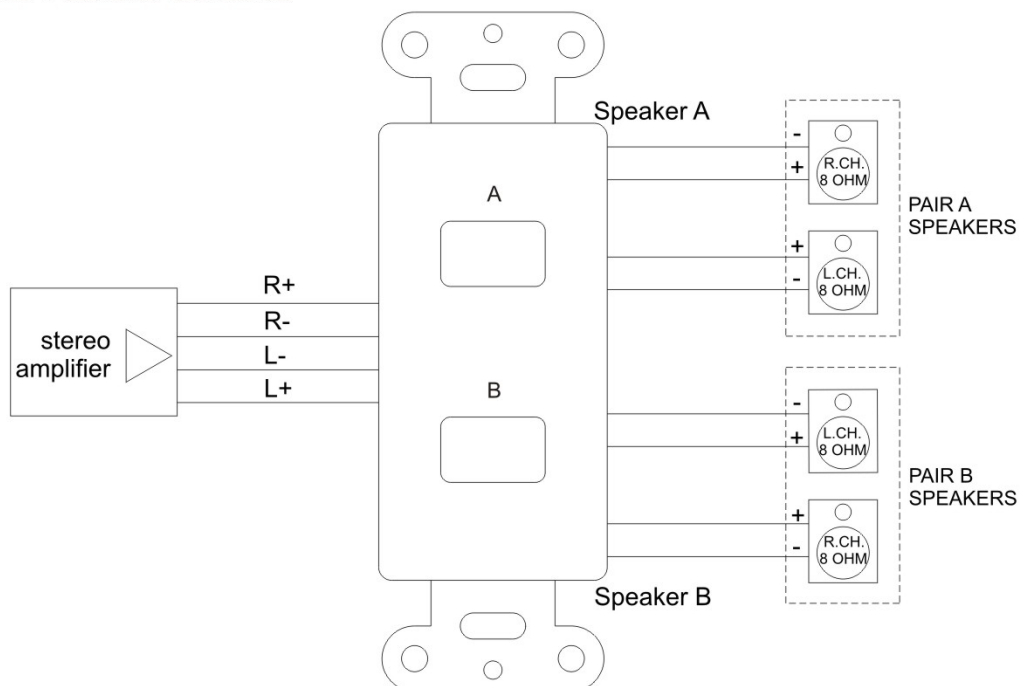 Speaker A
-
+
R.CH.
8 OHM
+
-
L.CH.
8 OHM
PAIR A
SPEAKERS
A
B
R+
R-
L-
L+
stereo
amplifier
-
+
L.CH.
8 OHM
+
-
R.CH.
8 OHM
PAIR B
SPEAKERS
Speaker B